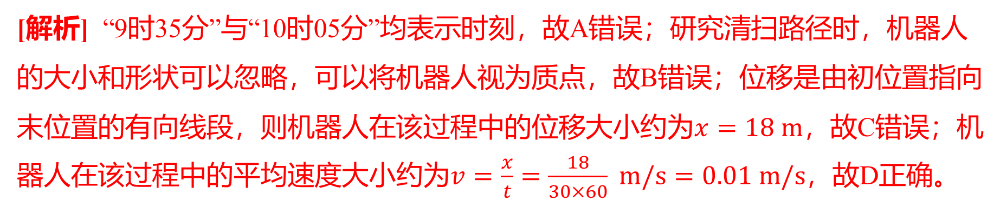 [解析] “9时35分”与“10时05分”均表示时刻，故A错误；研究清扫路径时，机器人
的大小和形状可以忽略，可以将机器人视为质点，故B错误；位移是由初位置指向
末位置的有向线段，则机器人在该过程中的位移大小约为x = 18 m，故C错误；机
器人在该过程中的平均速度大小约为v = x/t = 18/(30×60) m/s = 0.01 m/s，故D正确。